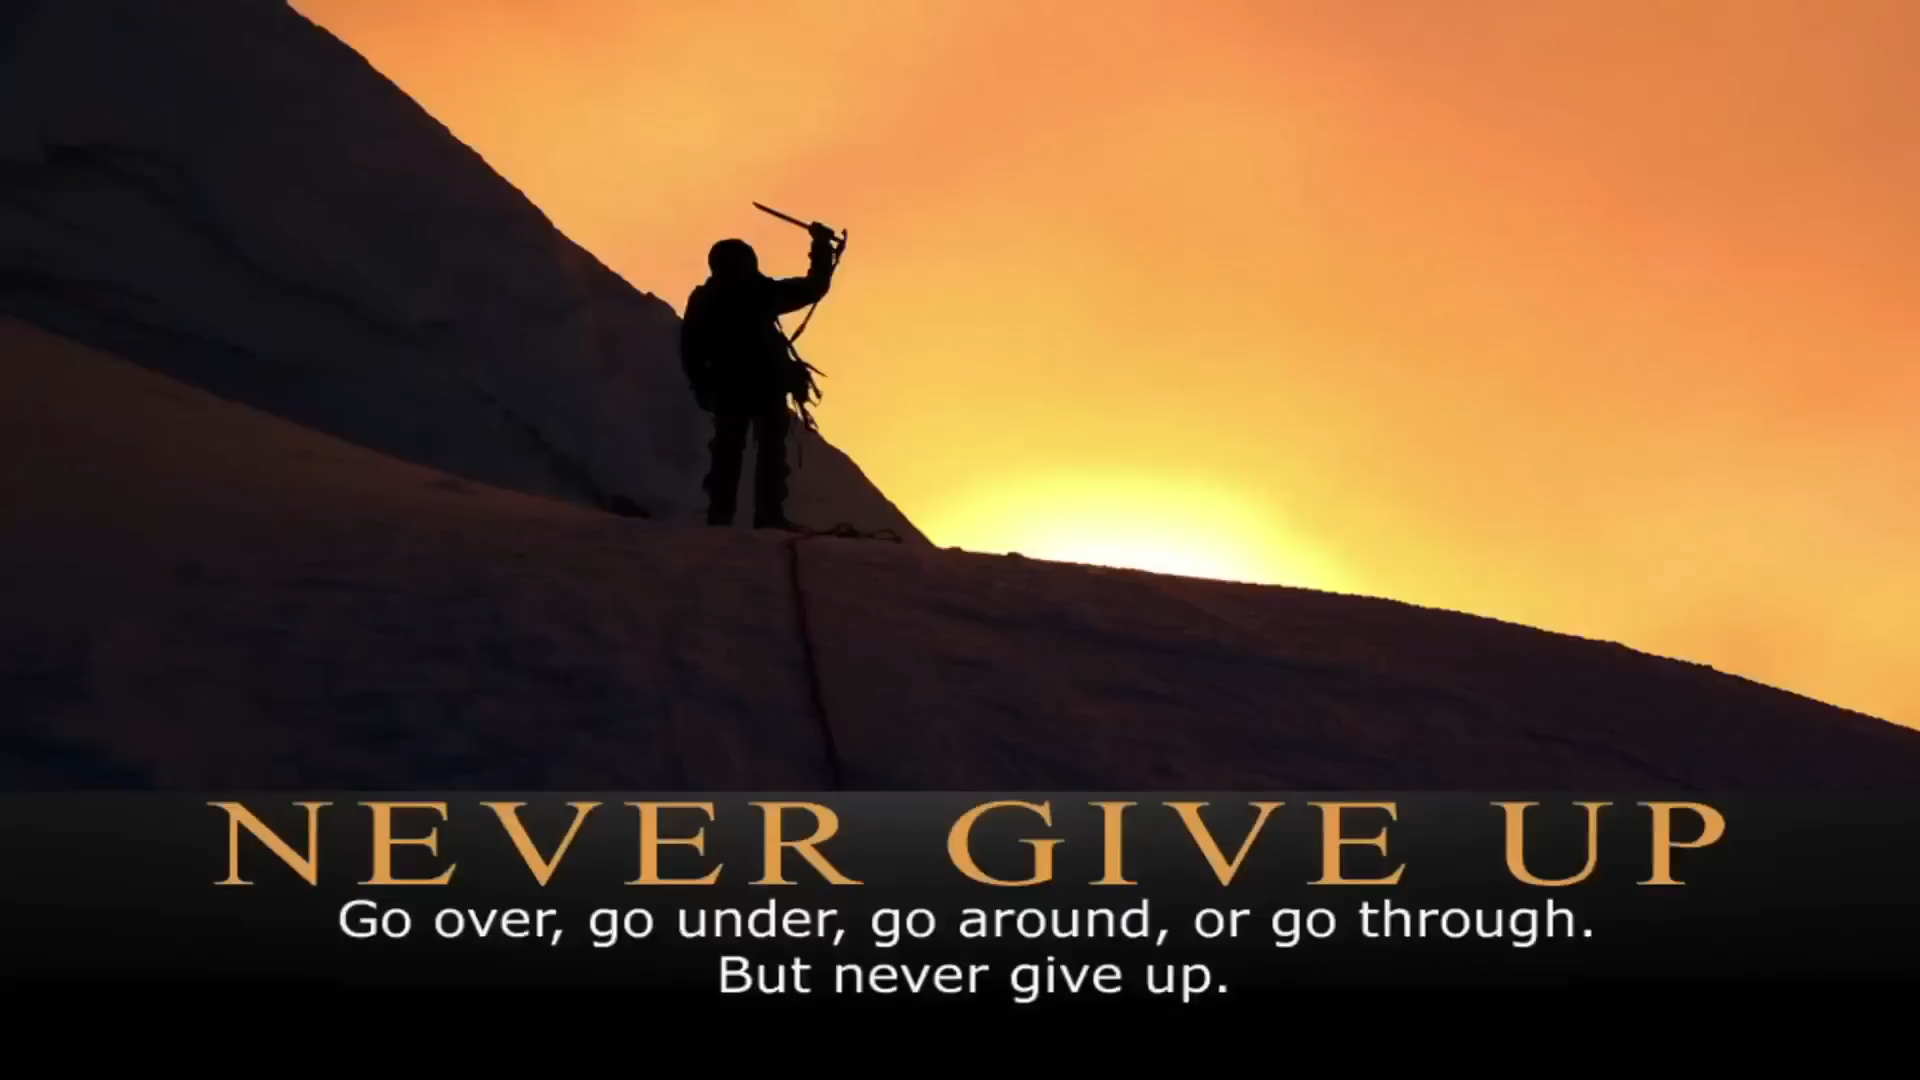 NEVER GIVE UP
Go over, go under, go around, or go through.
But never give up.